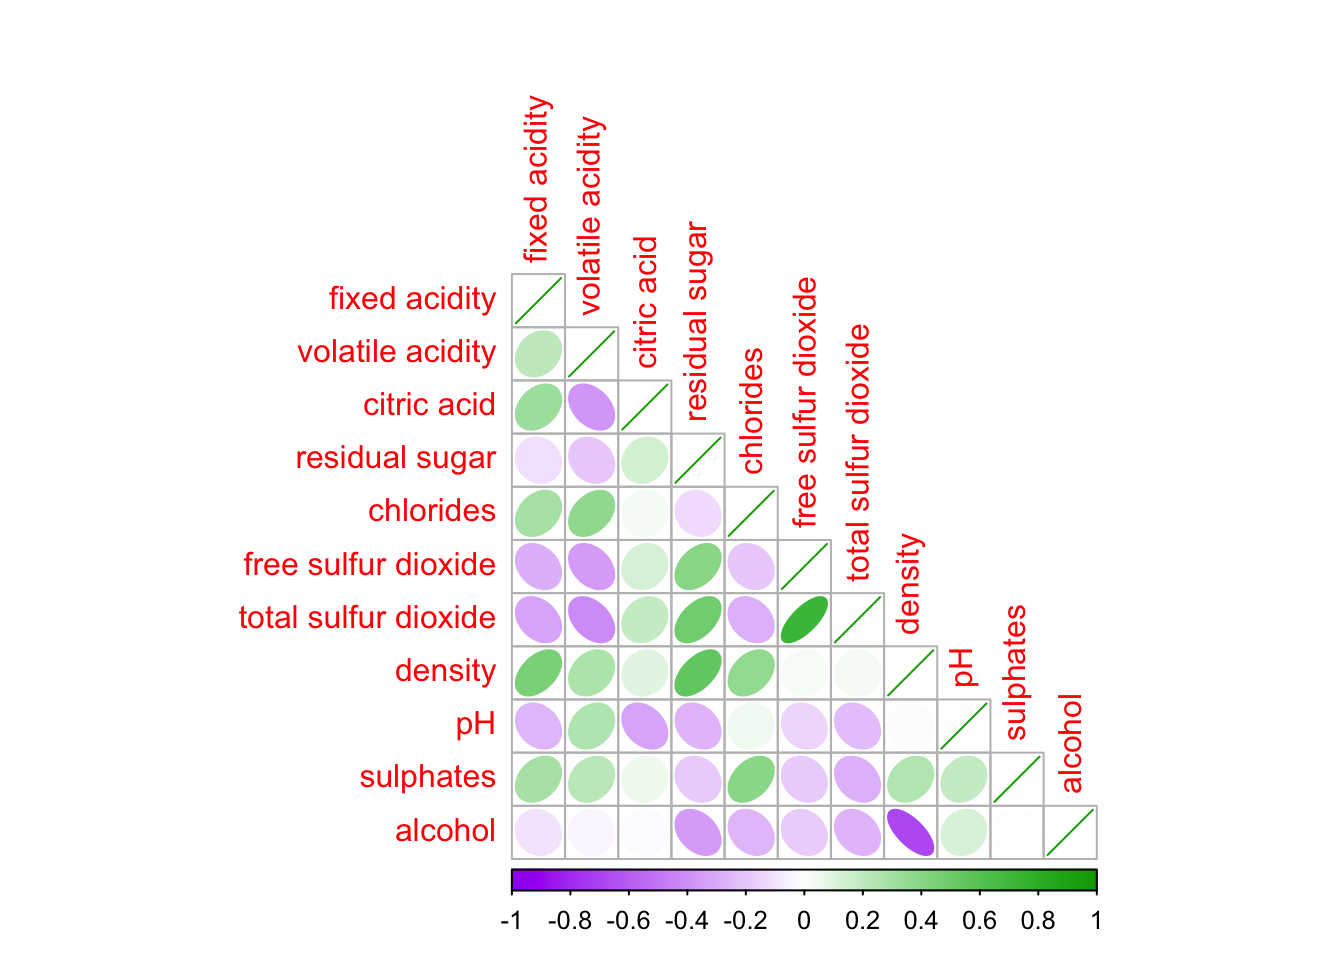 fixed acidity
volatile acidity
citric acid
residual sugar
chlorides
free sulfur dioxide
total sulfur dioxide
density
pH
sulphates
alcohol
fixed acidity
volatile acidity
citric acid
residual sugar
chlorides
free sulfur dioxide
total sulfur dioxide
density
pH
sulphates
alcohol
-1 -0.8 -0.6 -0.4 -0.2 0 0.2 0.4 0.6 0.8 1